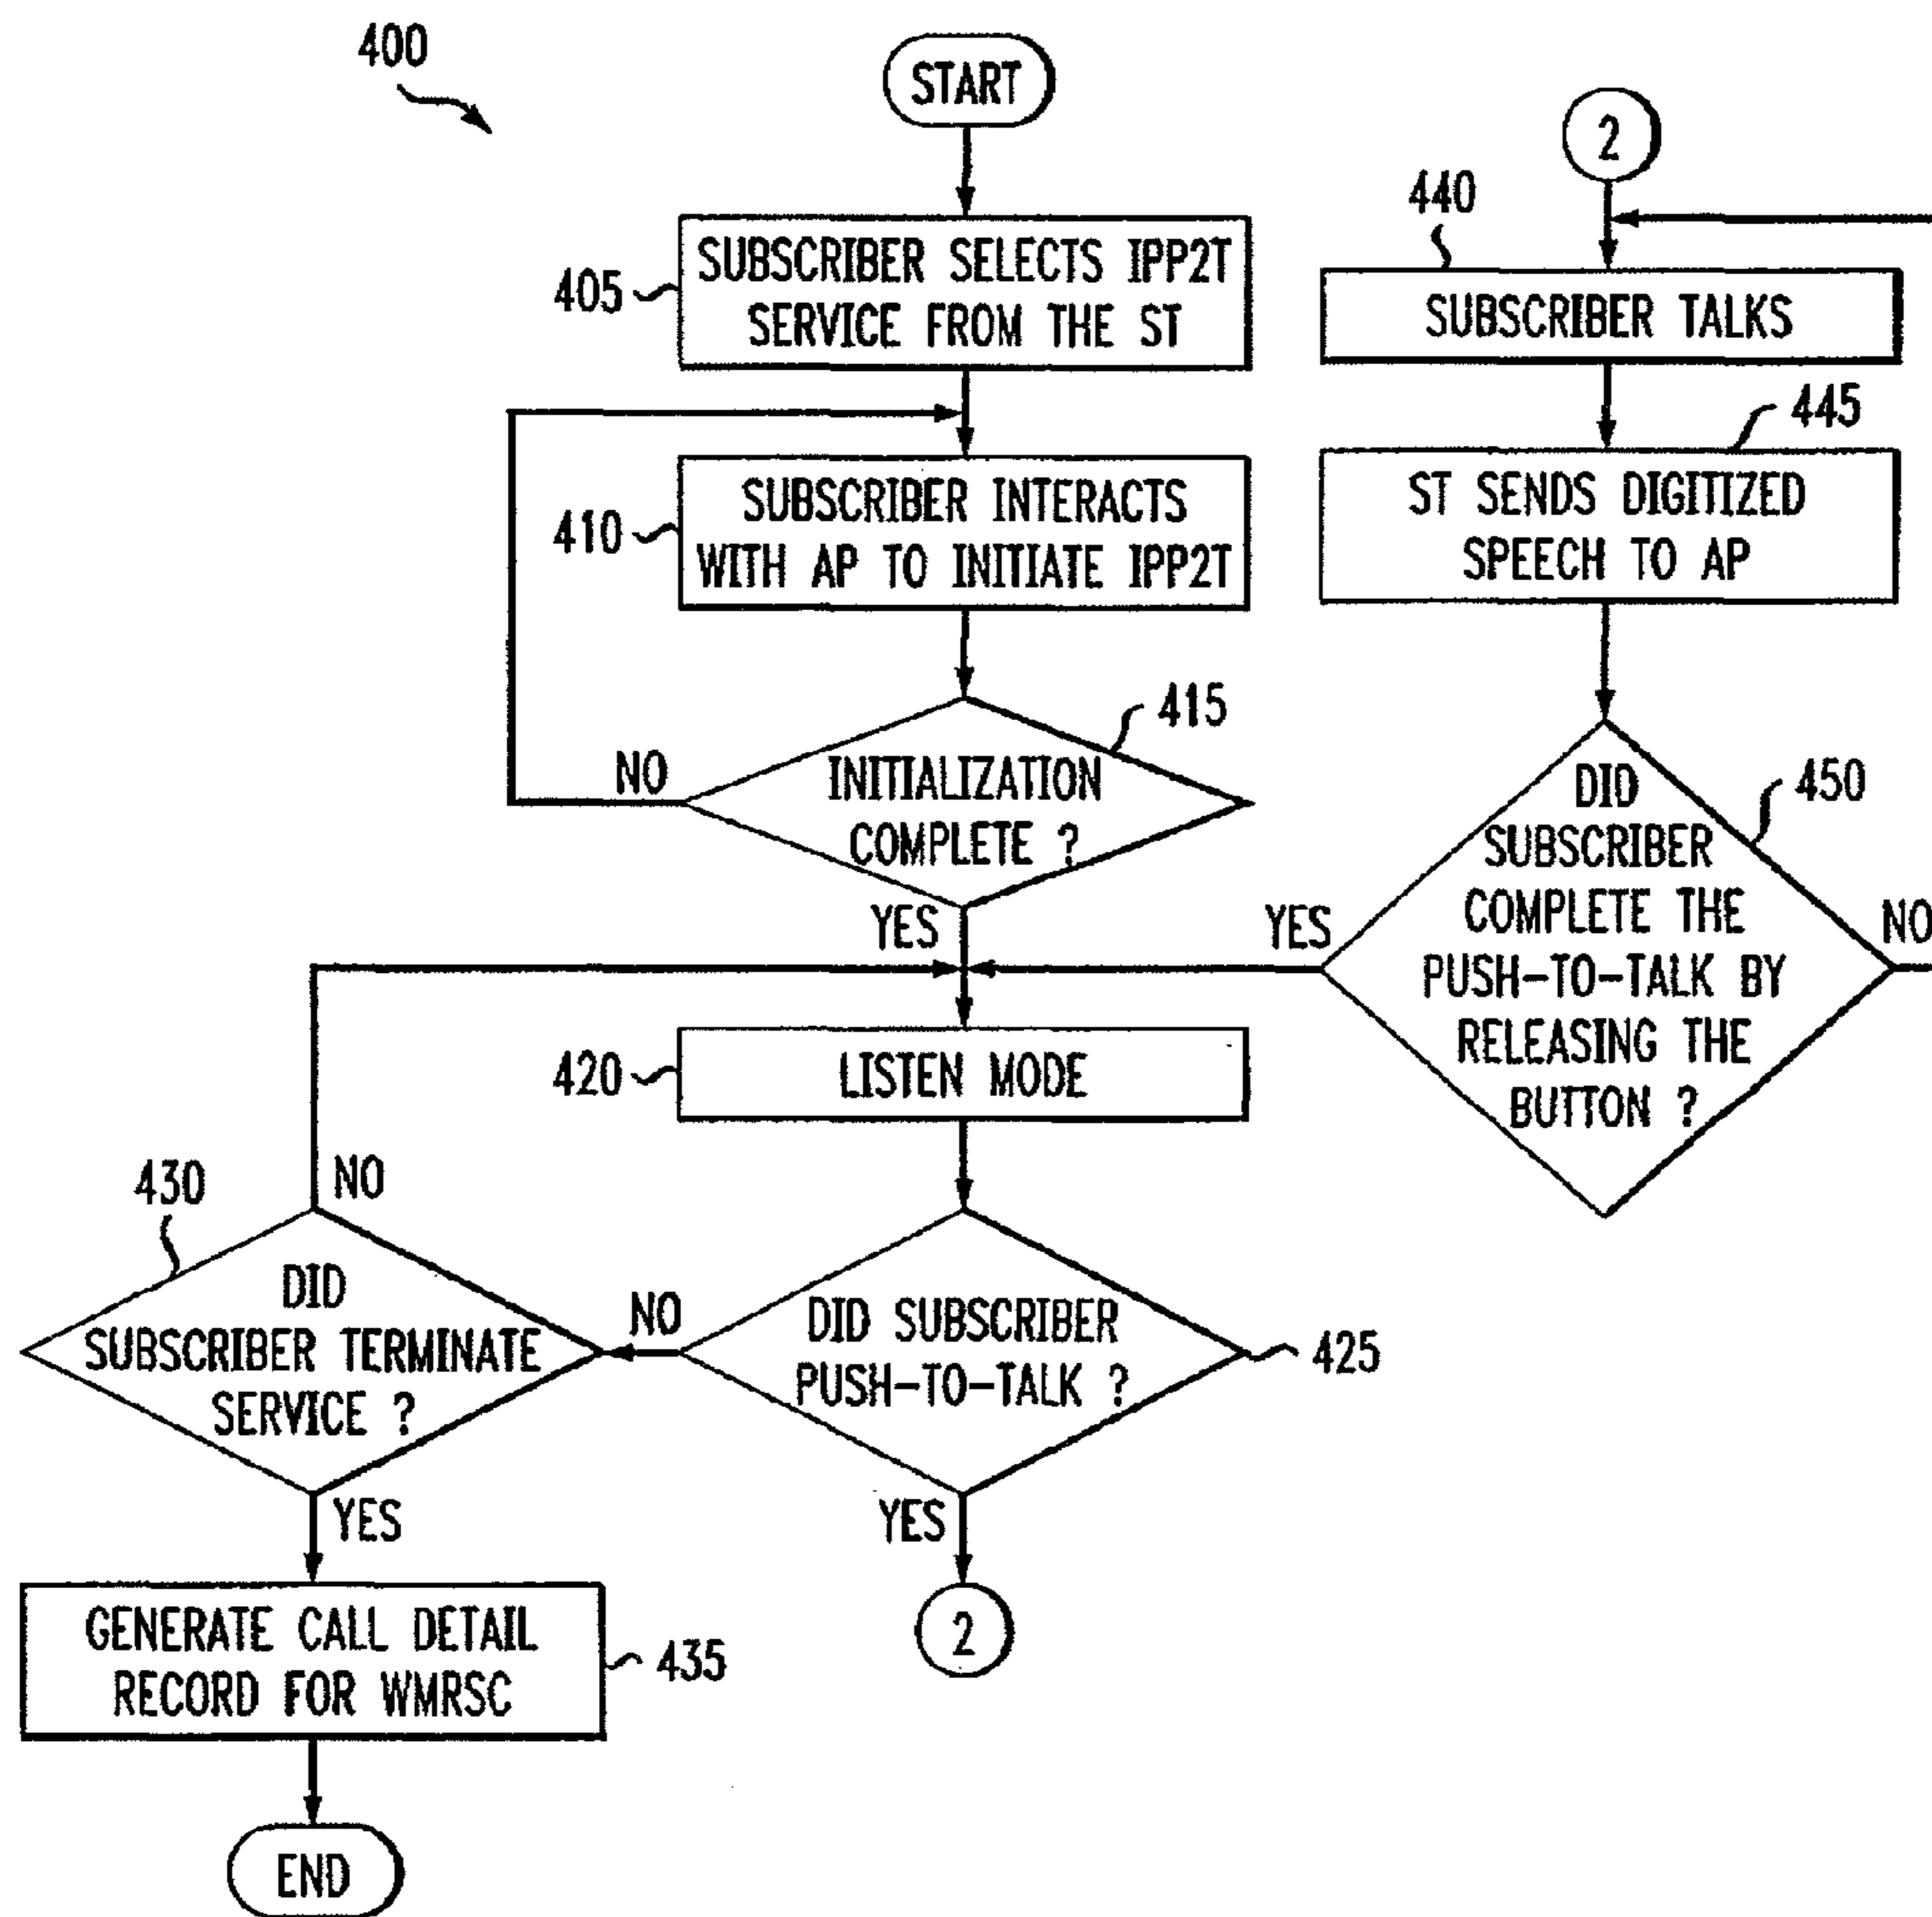 400
START
405
SUBSCRIBER SELECTS IPP2T
SERVICE FROM THE ST
410
SUBSCRIBER INTERACTS
WITH AP TO INITIATE IPP2T
415
INITIALIZATION
COMPLETE ?
NO
YES
420
LISTEN MODE
425
DID SUBSCRIBER
PUSH-TO-TALK ?
NO
YES
2
430
DID
SUBSCRIBER TERMINATE
SERVICE ?
NO
YES
435
GENERATE CALL DETAIL
RECORD FOR WMRSC
END
2
440
SUBSCRIBER TALKS
445
ST SENDS DIGITIZED
SPEECH TO AP
450
DID
SUBSCRIBER
COMPLETE THE
PUSH-TO-TALK BY
RELEASING THE
BUTTON ?
YES
NO